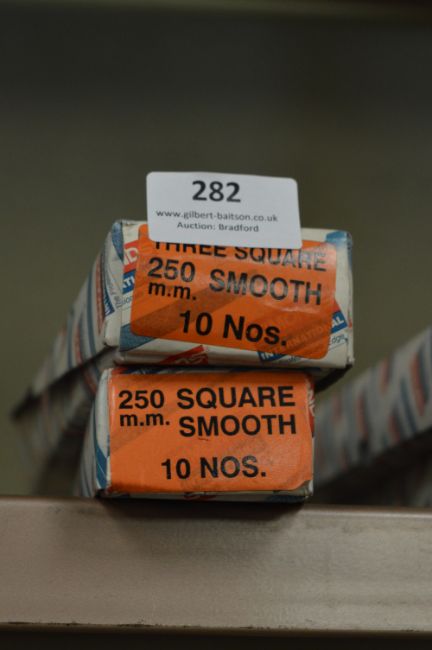 282
www.gilbert-baitson.co.uk
Auction: Bradford
THREE SQUARE
250 SMOOTH
m.m.
10 Nos.
INTERNATIONAL
250 SQUARE
m.m. SMOOTH
10 NOS.